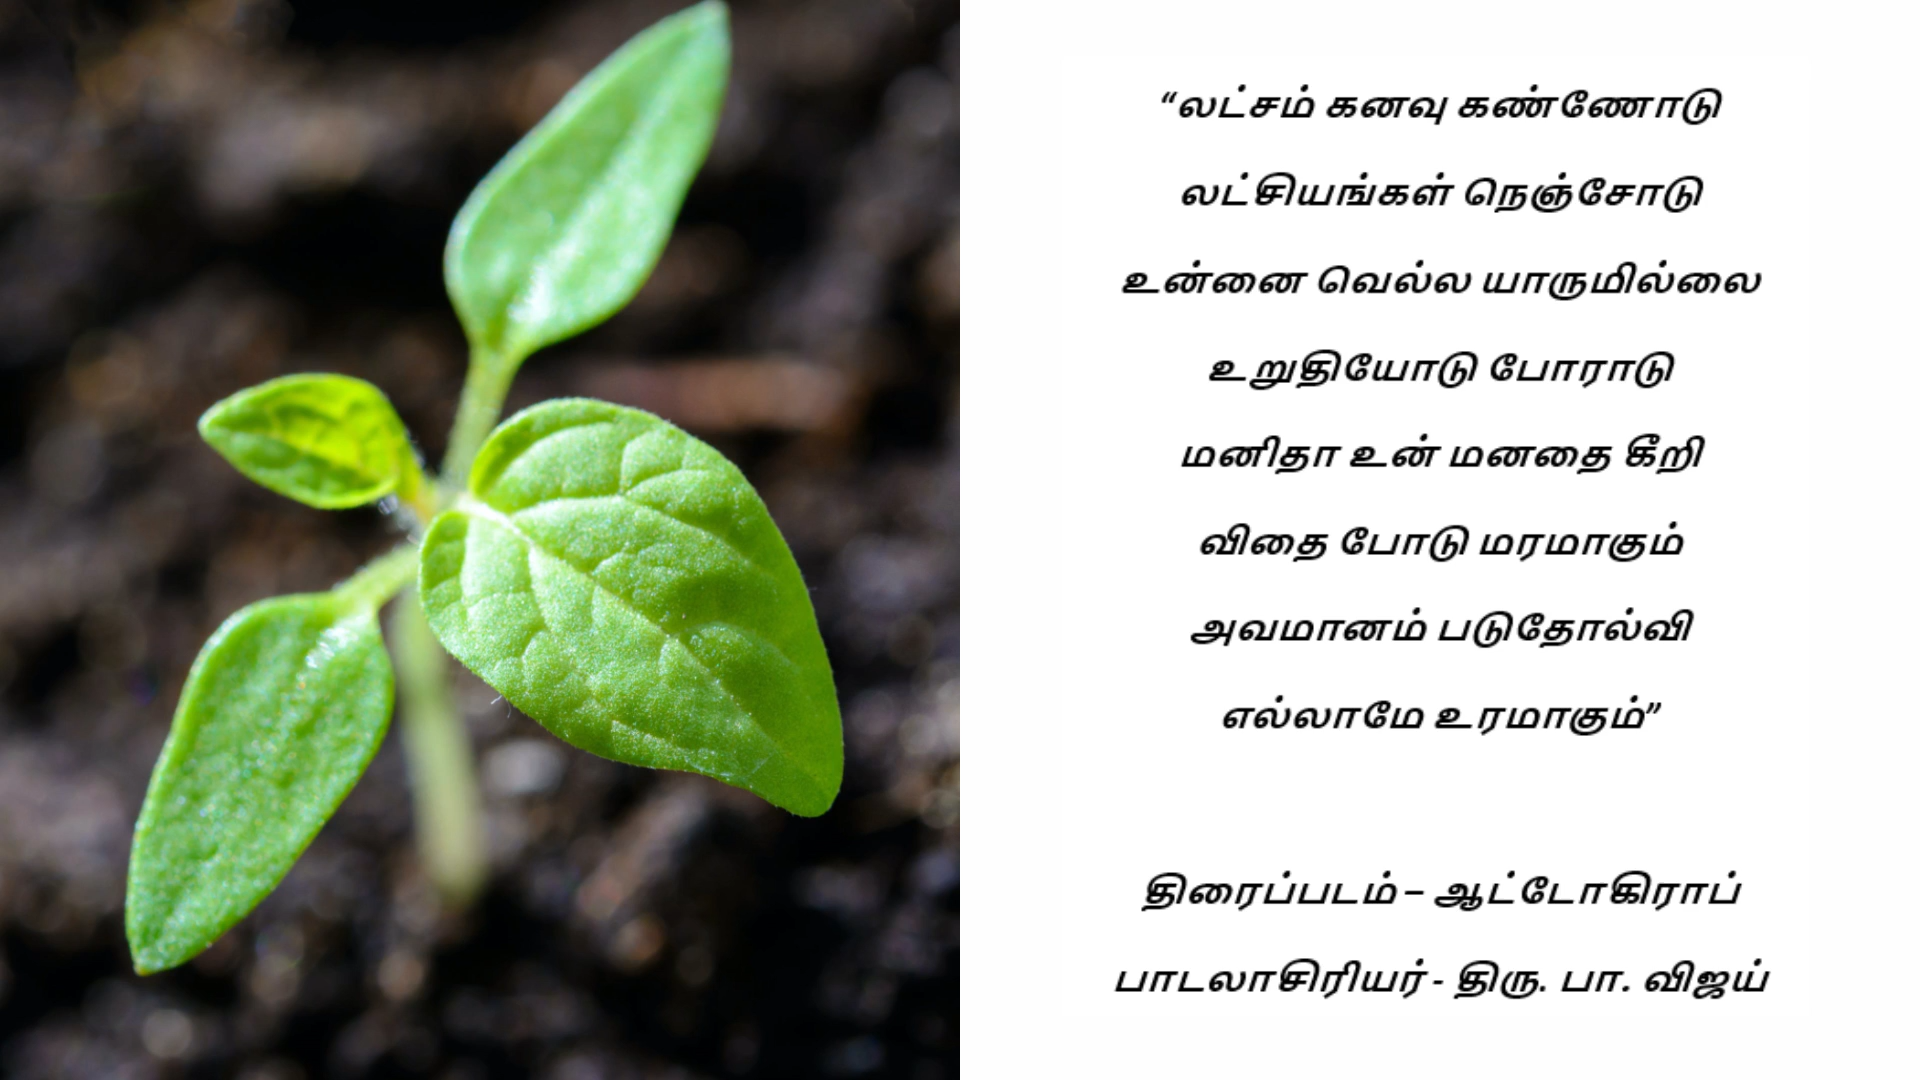 “லட்சம் கனவு கண்ணோடு
லட்சியங்கள் நெஞ்சோடு
உன்னை வெல்ல யாருமில்லை
உறுதியோடு போராடு
மனிதா உன் மனதை கீறி
விதை போடு மரமாகும்
அவமானம் படுதோல்வி
எல்லாமே உரமாகும்”
திரைப்படம் – ஆட்டோகிராப்
பாடலாசிரியர் - திரு. பா. விஜய்